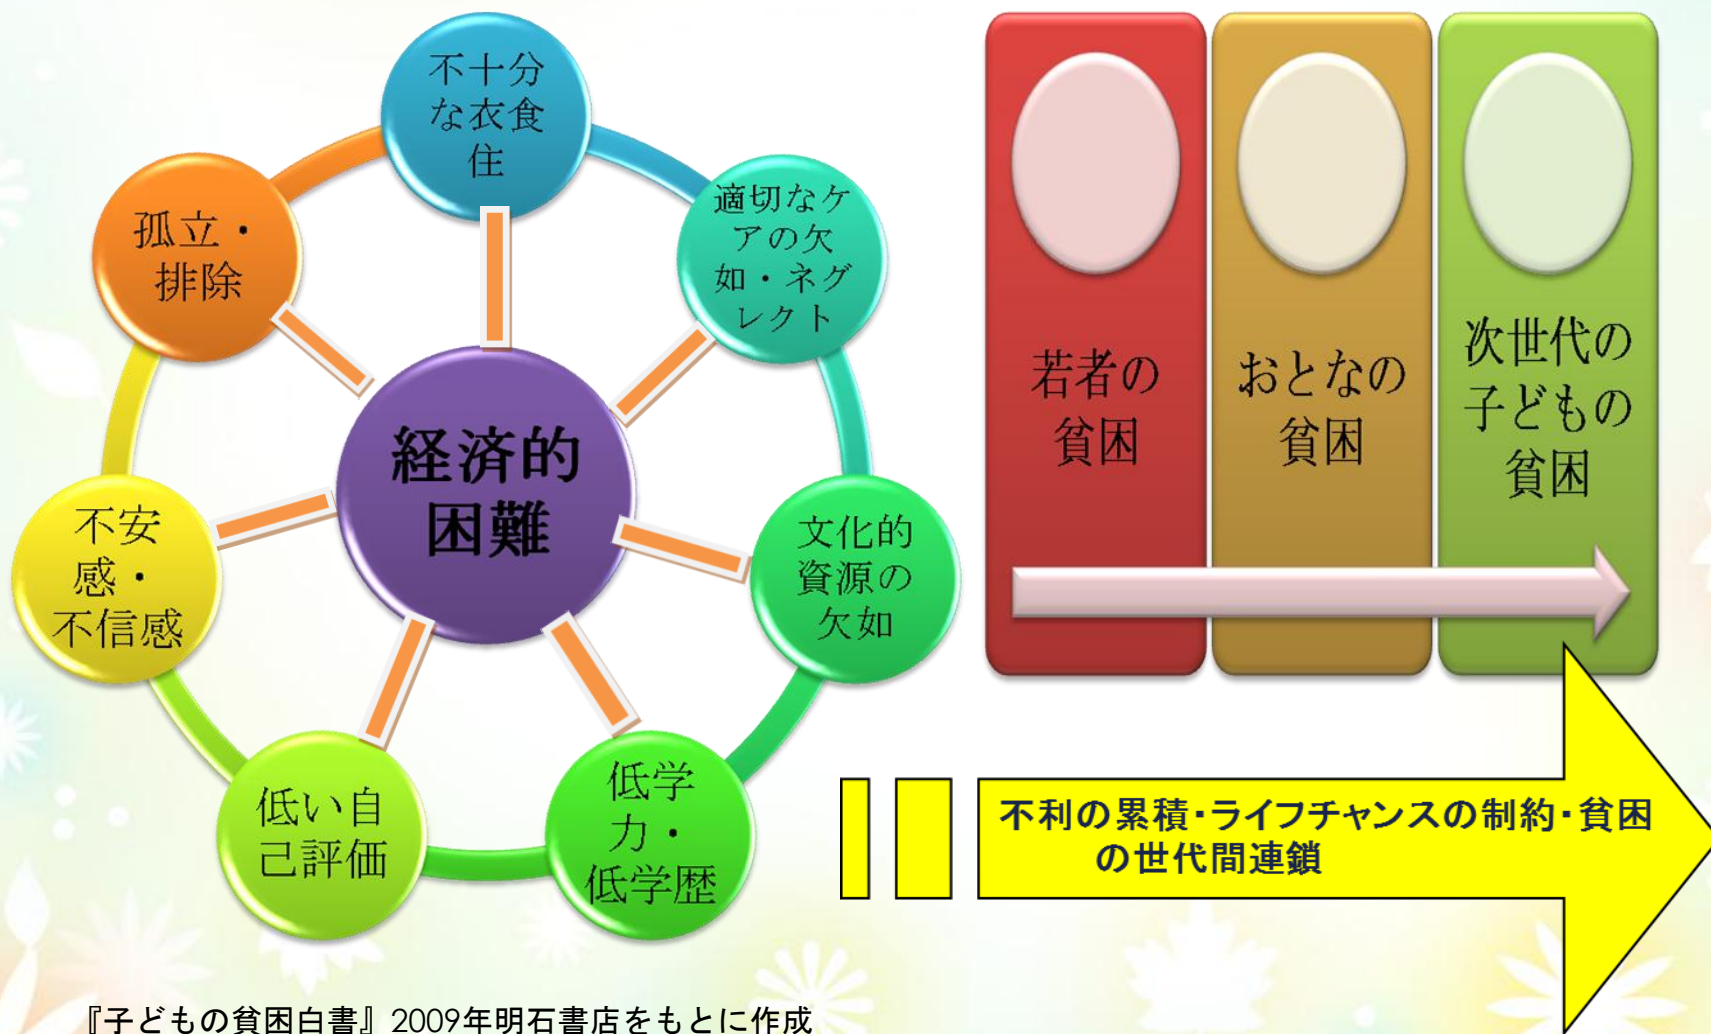 不十分
な衣食
住
適切なケ
アの欠
如・ネグ
レクト
文化的
資源の
欠如
低学
力・
低学歴
低い自
己評価
不安
感・
不信感
孤立・
排除
経済的
困難
若者の
貧困
おとなの
貧困
次世代の
子どもの
貧困
不利の累積・ライフチャンスの制約・貧困
の世代間連鎖
『子どもの貧困白書』2009年明石書店をもとに作成